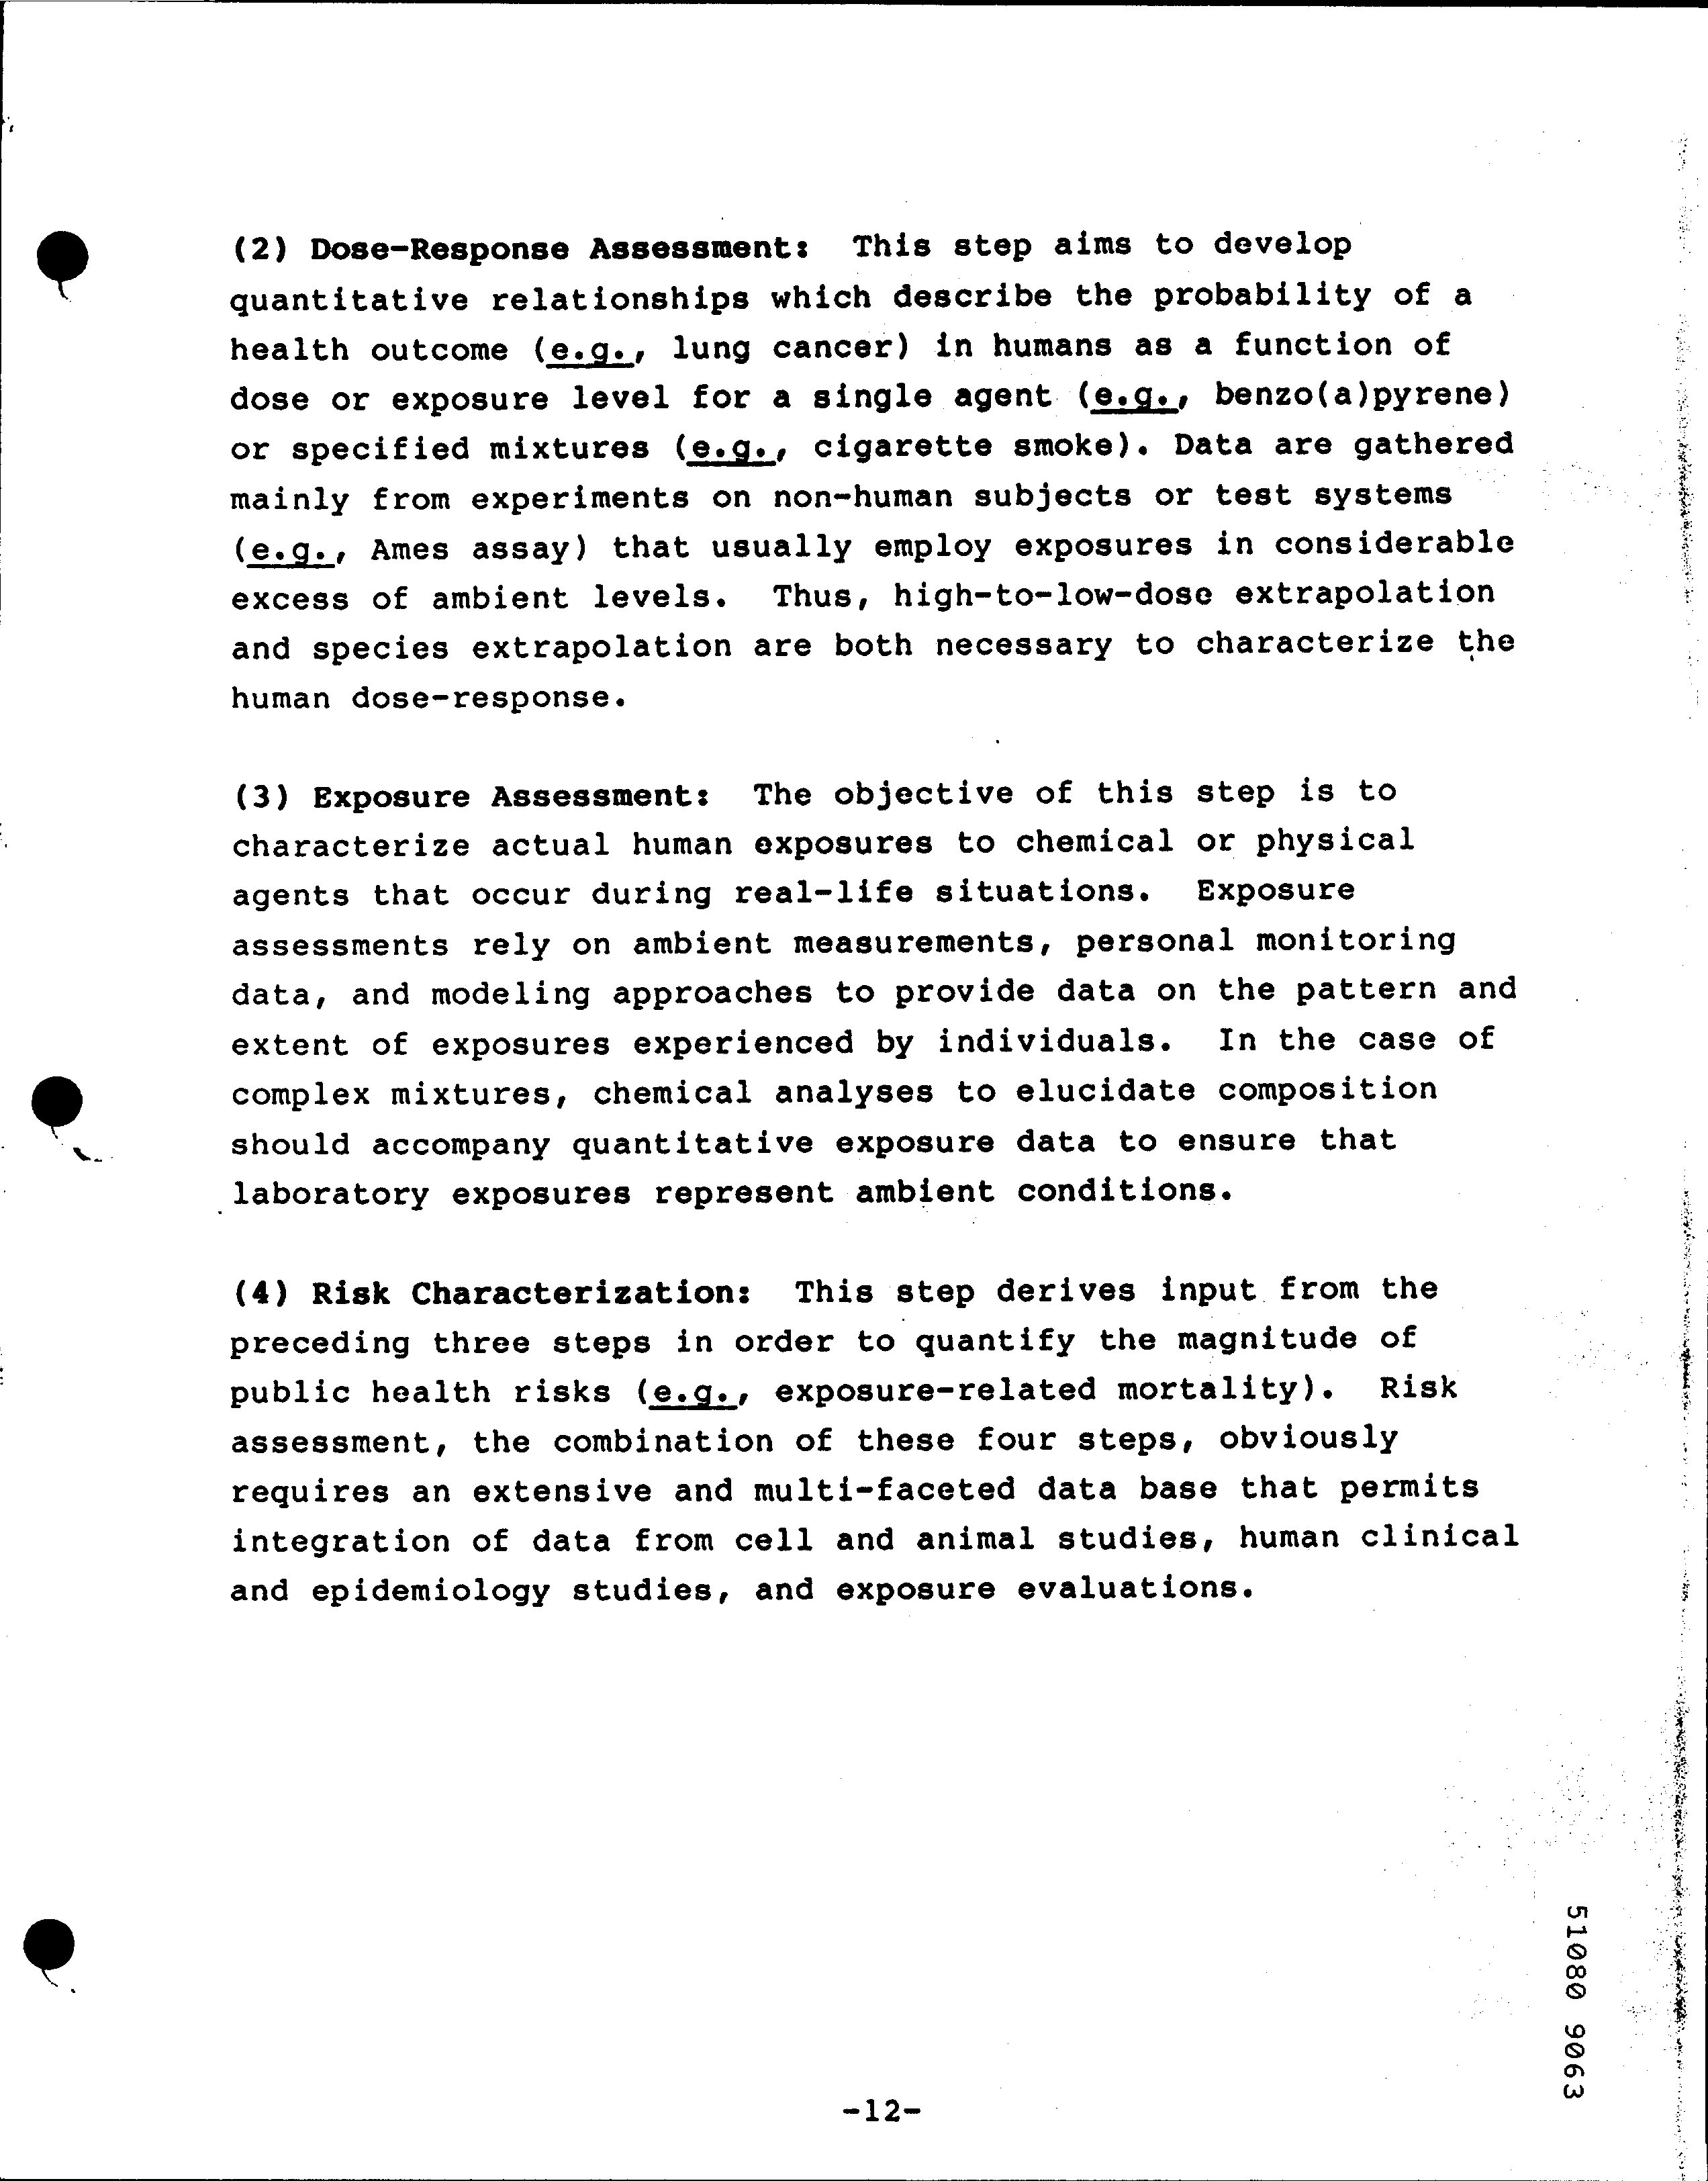 (2) Dose-Response Assessment: This step aims to develop
quantitative relationships which describe the probability of a
health outcome (e.g., lung cancer) in humans as a function of
dose or exposure level for a single agent (e.g., benzo(a)pyrene)
or specified mixtures (e.g., cigarette smoke). Data are gathered
mainly from experiments on non-human subjects or test systems
(e.g., Ames assay) that usually employ exposures in considerable
excess of ambient levels. Thus, high-to-low-dose extrapolation
and species extrapolation are both necessary to characterize the
human dose-response.
(3) Exposure Assessment: The objective of this step is to
characterize actual human exposures to chemical or physical
agents that occur during real-life situations. Exposure
assessments rely on ambient measurements, personal monitoring
data, and modeling approaches to provide data on the pattern and
extent of exposures experienced by individuals. In the case of
complex mixtures, chemical analyses to elucidate composition
should accompany quantitative exposure data to ensure that
laboratory exposures represent ambient conditions.
(4) Risk Characterization: This step derives input from the
preceding three steps in order to quantify the magnitude of
public health risks (e.g., exposure-related mortality). Risk
assessment, the combination of these four steps, obviously
requires an extensive and multi-faceted data base that permits
integration of data from cell and animal studies, human clinical
and epidemiology studies, and exposure evaluations.
51080 9063
-12-